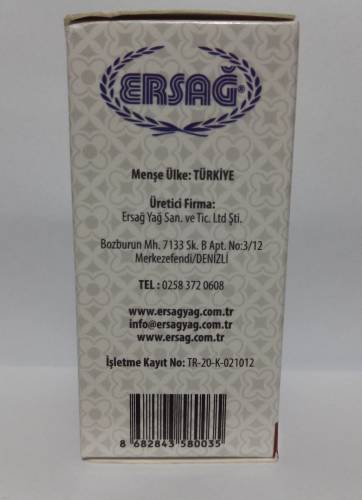 ERSAĞ®
Menşe Ülke: TÜRKİYE
Üretici Firma:
Ersağ Yağ San. ve Tic. Ltd Şti.
Bozburun Mh. 7133 Sk. B Apt. No:3/12
Merkezefendi/DENİZLİ
TEL : 0258 372 0608
www.ersagyag.com.tr
info@ersagyag.com.tr
www.ersag.com.tr
İşletme Kayıt No: TR-20-K-021012
8 682843 580035